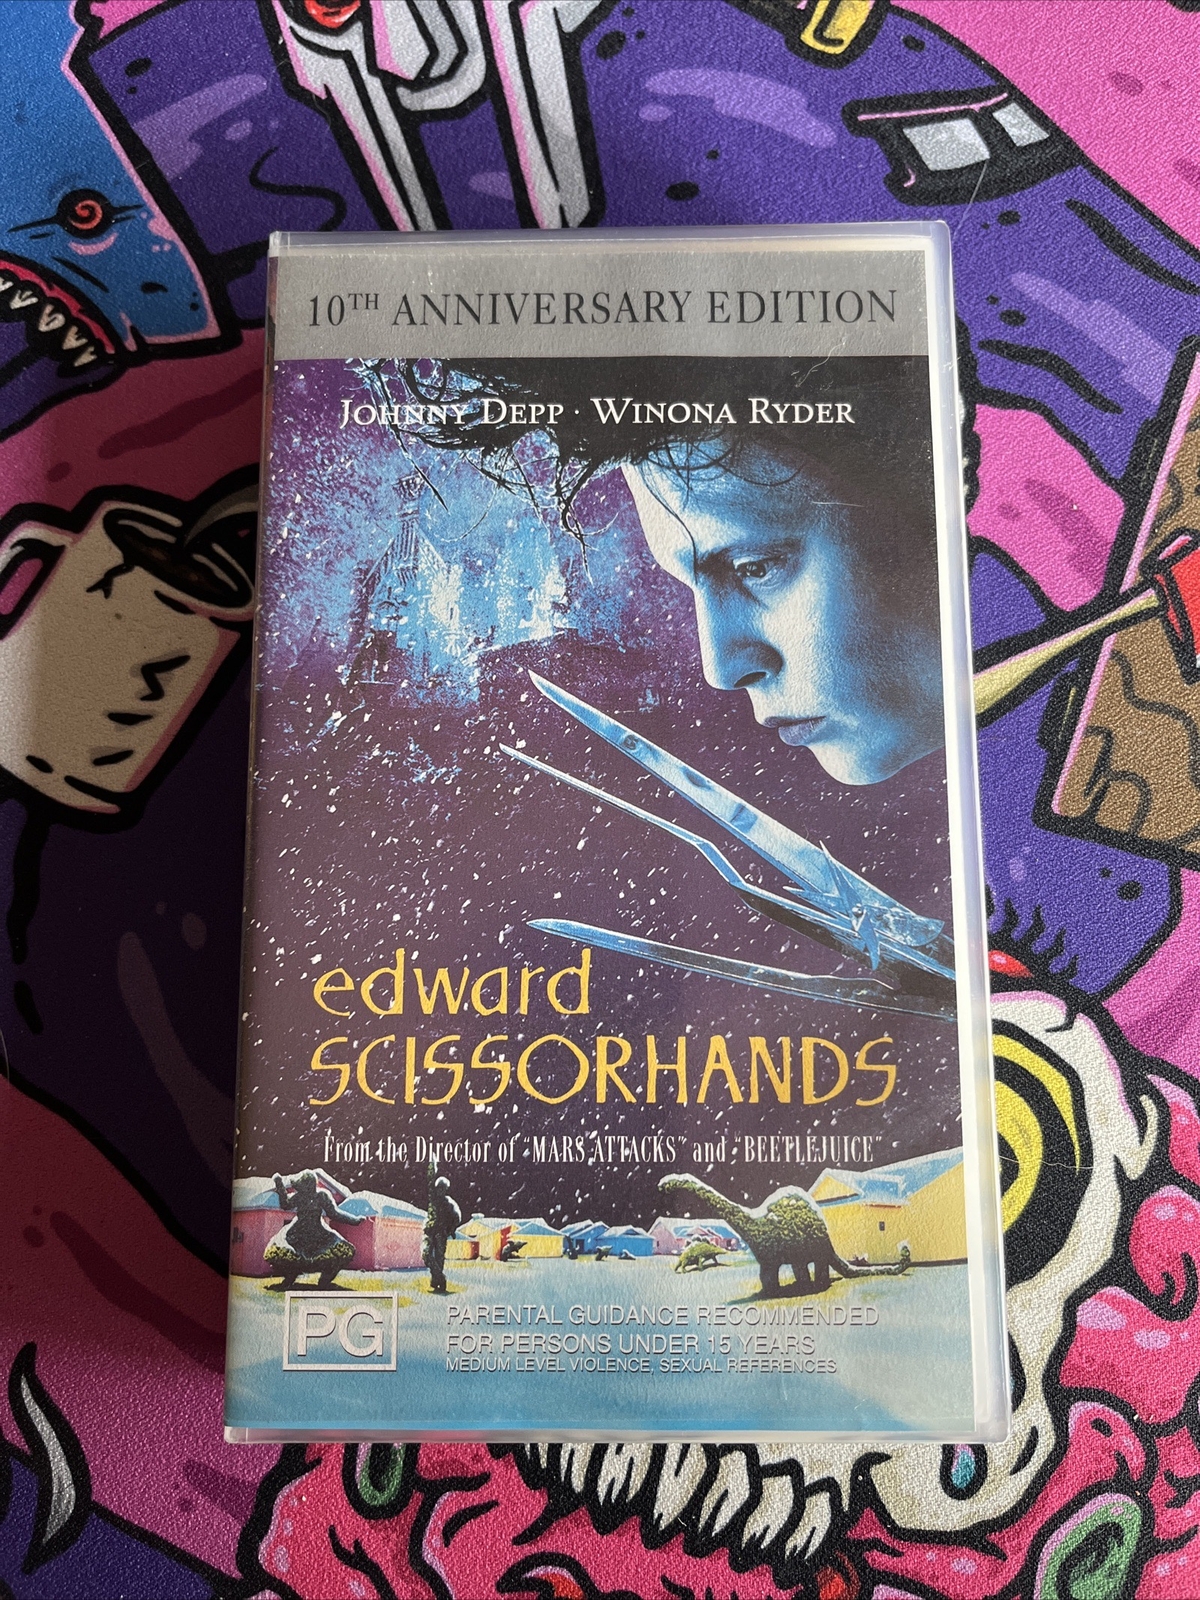 10TH ANNIVERSARY EDITION
JOHNNY DEPP · WINONA RYDER
edward
SCISSORHANDS
From the Director of "MARS ATTACKS" and "BEETLEJUICE"
PG
PARENTAL GUIDANCE RECOMMENDED
FOR PERSONS UNDER 15 YEARS
MEDIUM LEVEL VIOLENCE, SEXUAL REFERENCES